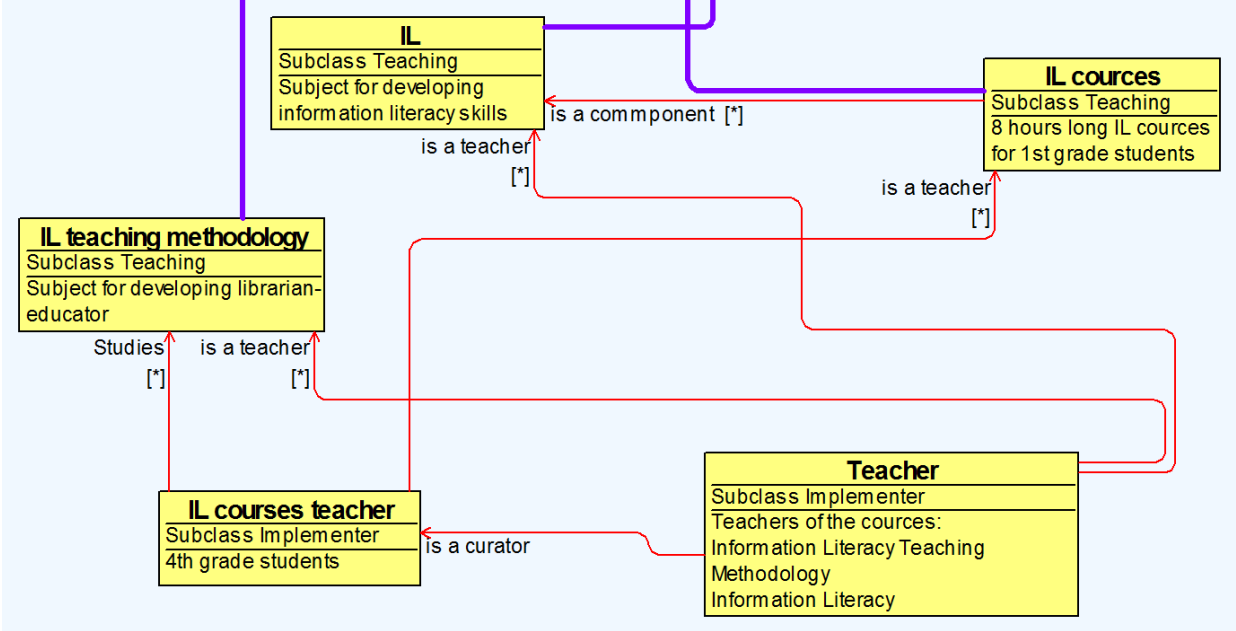 IL
Subclass Teaching
Subject for developing
information literacy skills
IL cources
Subclass Teaching
8 hours long IL cources
for 1st grade students
is a commponent [*]
is a teacher
[*]
is a teacher
[*]
IL teaching methodology
Subclass Teaching
Subject for developing librarian-
educator
Studies
[*]
is a teacher
[*]
IL courses teacher
Subclass Implementer
4th grade students
is a curator
Teacher
Subclass Implementer
Teachers of the cources:
Information Literacy Teaching
Methodology
Information Literacy